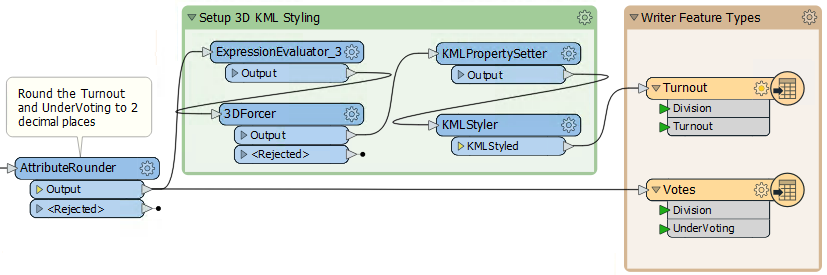 Round the Turnout
and UnderVoting to 2
decimal places
AttributeRounder
Output
<Rejected>
Setup 3D KML Styling
ExpressionEvaluator_3
Output
3DForcer
Output
<Rejected>
KMLPropertySetter
Output
KMLStyler
KMLStyled
Writer Feature Types
Turnout
Division
Turnout
Votes
Division
UnderVoting